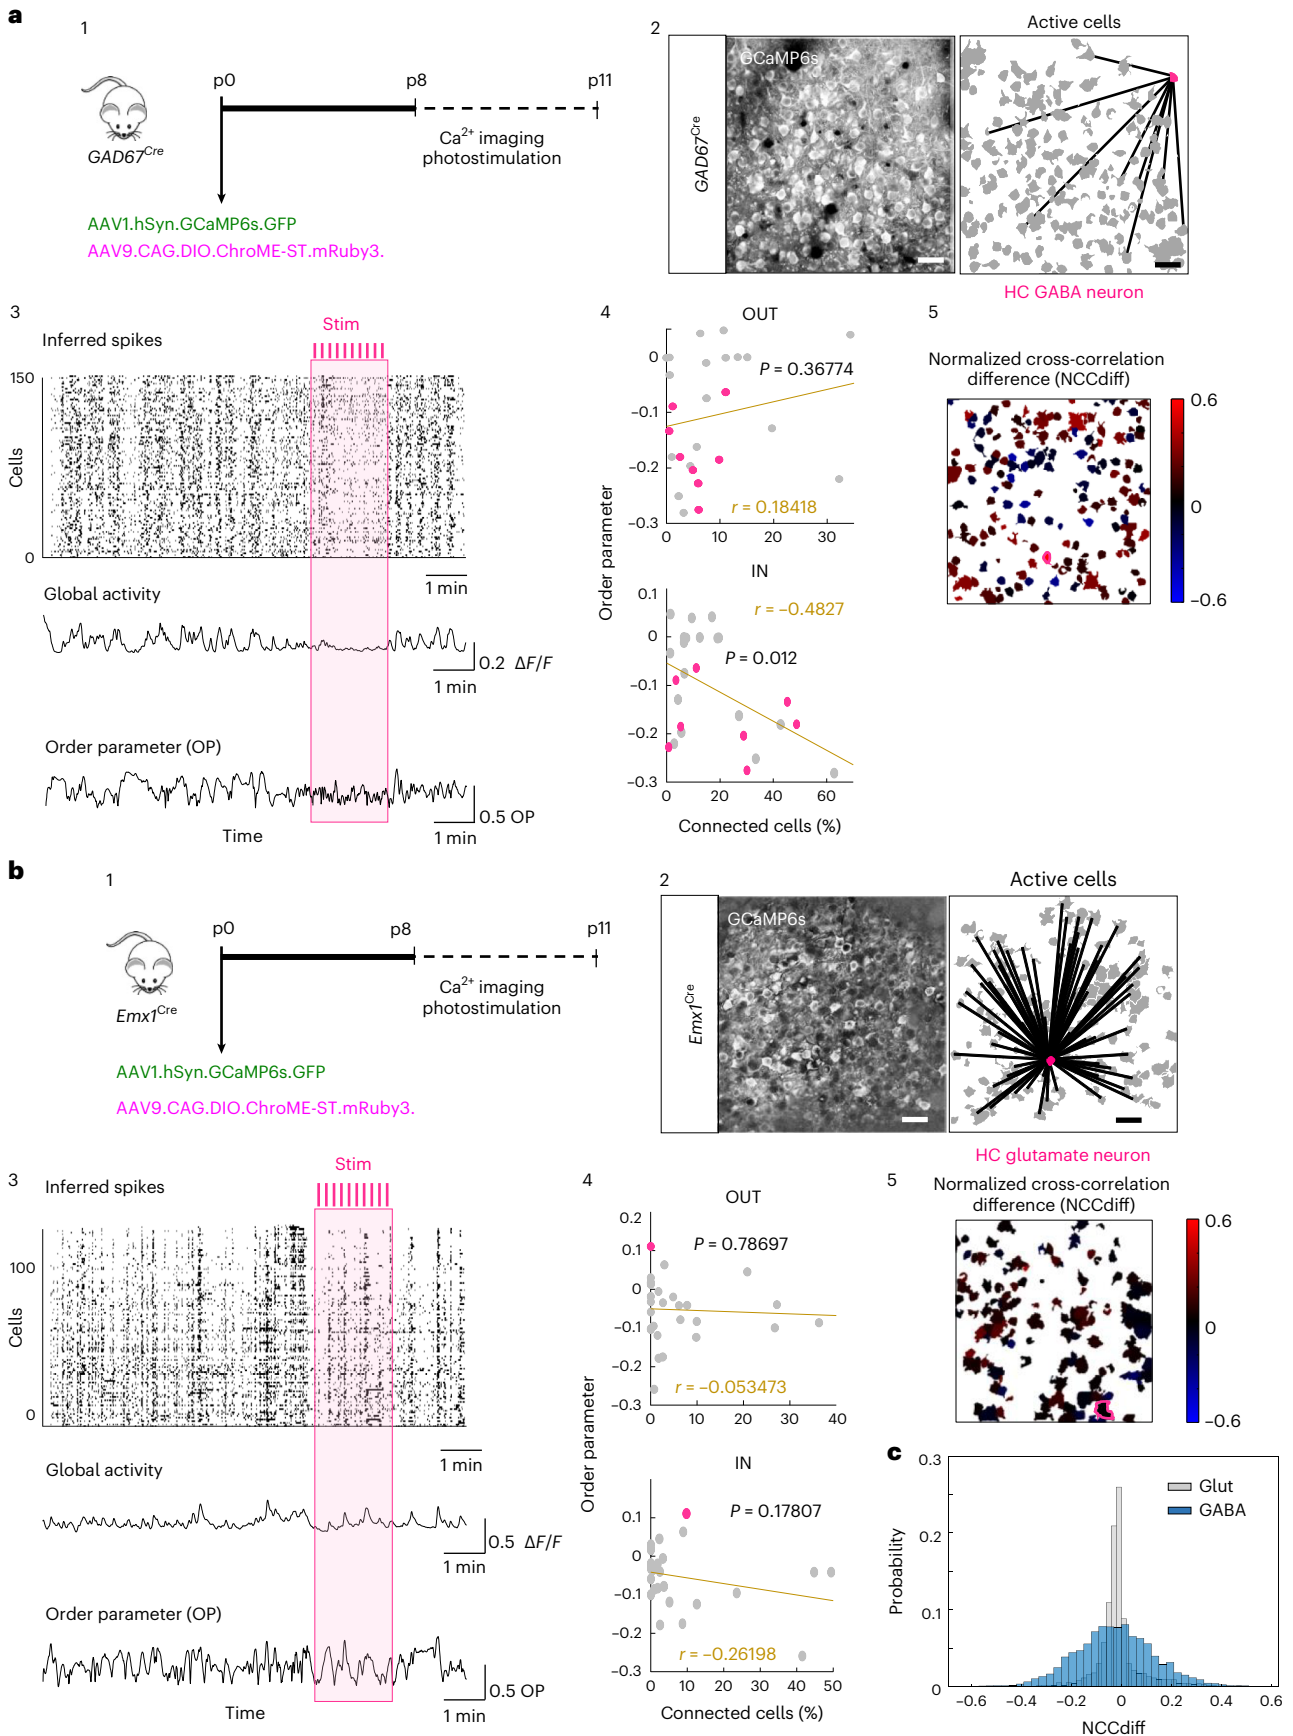 a
1
p0
p8
p11
GAD67Cre
Ca2+ imaging
photostimulation
AAV1.hSyn.GCaMP6s.GFP
AAV9.CAG.DIO.ChroME-ST.mRuby3.
2
Active cells
GAD67Cre
GCaMP6s
HC GABA neuron
3
Inferred spikes
Stim
150
Cells
0
1 min
Global activity
0.2 ΔF/F
1 min
Order parameter (OP)
0.5 OP
1 min
Time
4
OUT
0
P = 0.36774
–0.1
–0.2
r = 0.18418
–0.3
0 10 20 30
Order parameter
IN
0.1
r = –0.4827
0
P = 0.012
–0.1
–0.2
–0.3
0 20 40 60
Connected cells (%)
5
Normalized cross-correlation
difference (NCCdiff)
0.6
0
–0.6
b
1
p0
p8
p11
Emx1Cre
Ca2+ imaging
photostimulation
AAV1.hSyn.GCaMP6s.GFP
AAV9.CAG.DIO.ChroME-ST.mRuby3.
2
Active cells
Emx1Cre
GCaMP6s
HC glutamate neuron
3
Inferred spikes
Stim
100
Cells
0
1 min
Global activity
0.5 ΔF/F
1 min
Order parameter (OP)
0.5 OP
1 min
Time
4
OUT
0.2
P = 0.78697
0.1
0
–0.1
–0.2
r = –0.053473
–0.3
0 10 20 30 40
Order parameter
IN
P = 0.17807
0.1
0
–0.1
–0.2
r = –0.26198
–0.3
0 10 20 30 40 50
Connected cells (%)
5
Normalized cross-correlation
difference (NCCdiff)
0.6
0
–0.6
c
0.3
Glut
GABA
0.2
Probability
0.1
0
–0.6 –0.4 –0.2 0 0.2 0.4 0.6
NCCdiff